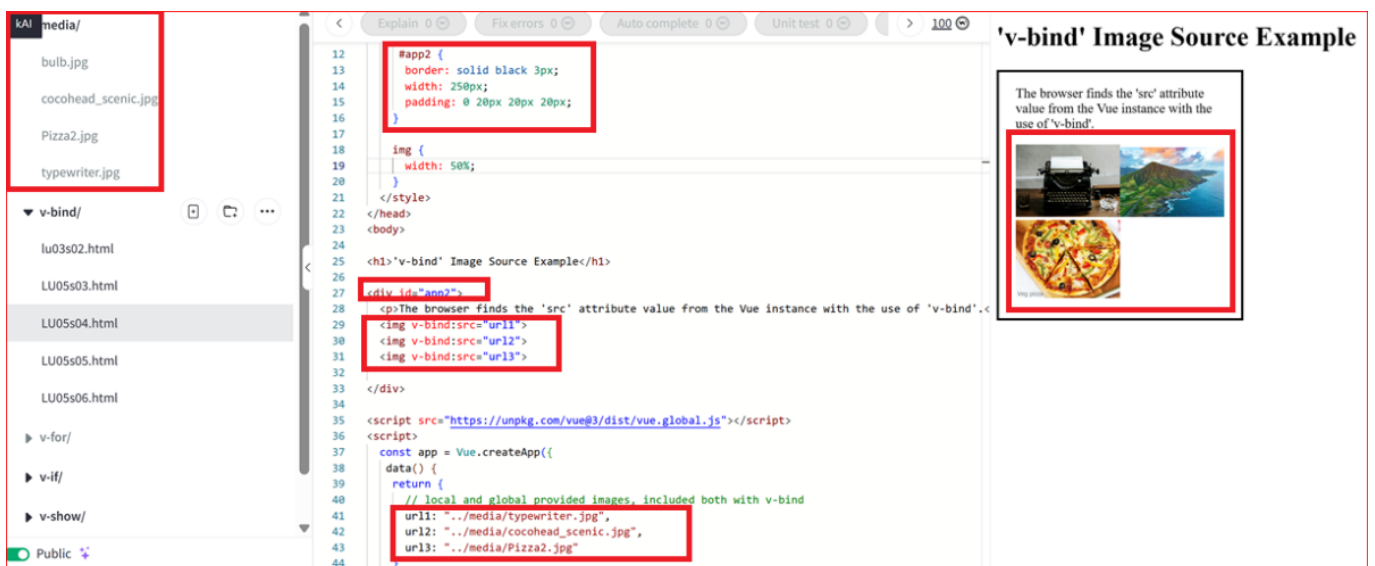 kAI media/
bulb.jpg
cocohead_scenic.jpg
Pizza2.jpg
typewriter.jpg
v-bind/
lu03s02.html
LU05s03.html
LU05s04.html
LU05s05.html
LU05s06.html
v-for/
v-if/
v-show/
Public
Explain 0
Fix errors 0
Auto complete 0
Unit test 0
100
12 #app2 {
13 border: solid black 3px;
14 width: 250px;
15 padding: 0 20px 20px 20px;
16 }
17
18 img {
19 width: 50%;
20 }
21 </style>
22 </head>
23 <body>
24
25 <h1>'v-bind' Image Source Example</h1>
26
27 <div id="app2">
28 <p>The browser finds the 'src' attribute value from the Vue instance with the use of 'v-bind'.<
29 <img v-bind:src="url1">
30 <img v-bind:src="url2">
31 <img v-bind:src="url3">
32
33 </div>
34
35 <script src="https://unpkg.com/vue@3/dist/vue.global.js"></script>
36 <script>
37 const app = Vue.createApp({
38 data() {
39 return {
40 // local and global provided images, included both with v-bind
41 url1: "../media/typewriter.jpg",
42 url2: "../media/cocohead_scenic.jpg",
43 url3: "../media/Pizza2.jpg"
44 }
'v-bind' Image Source Example
The browser finds the 'src' attribute
value from the Vue instance with the
use of 'v-bind'.
Veg pizza